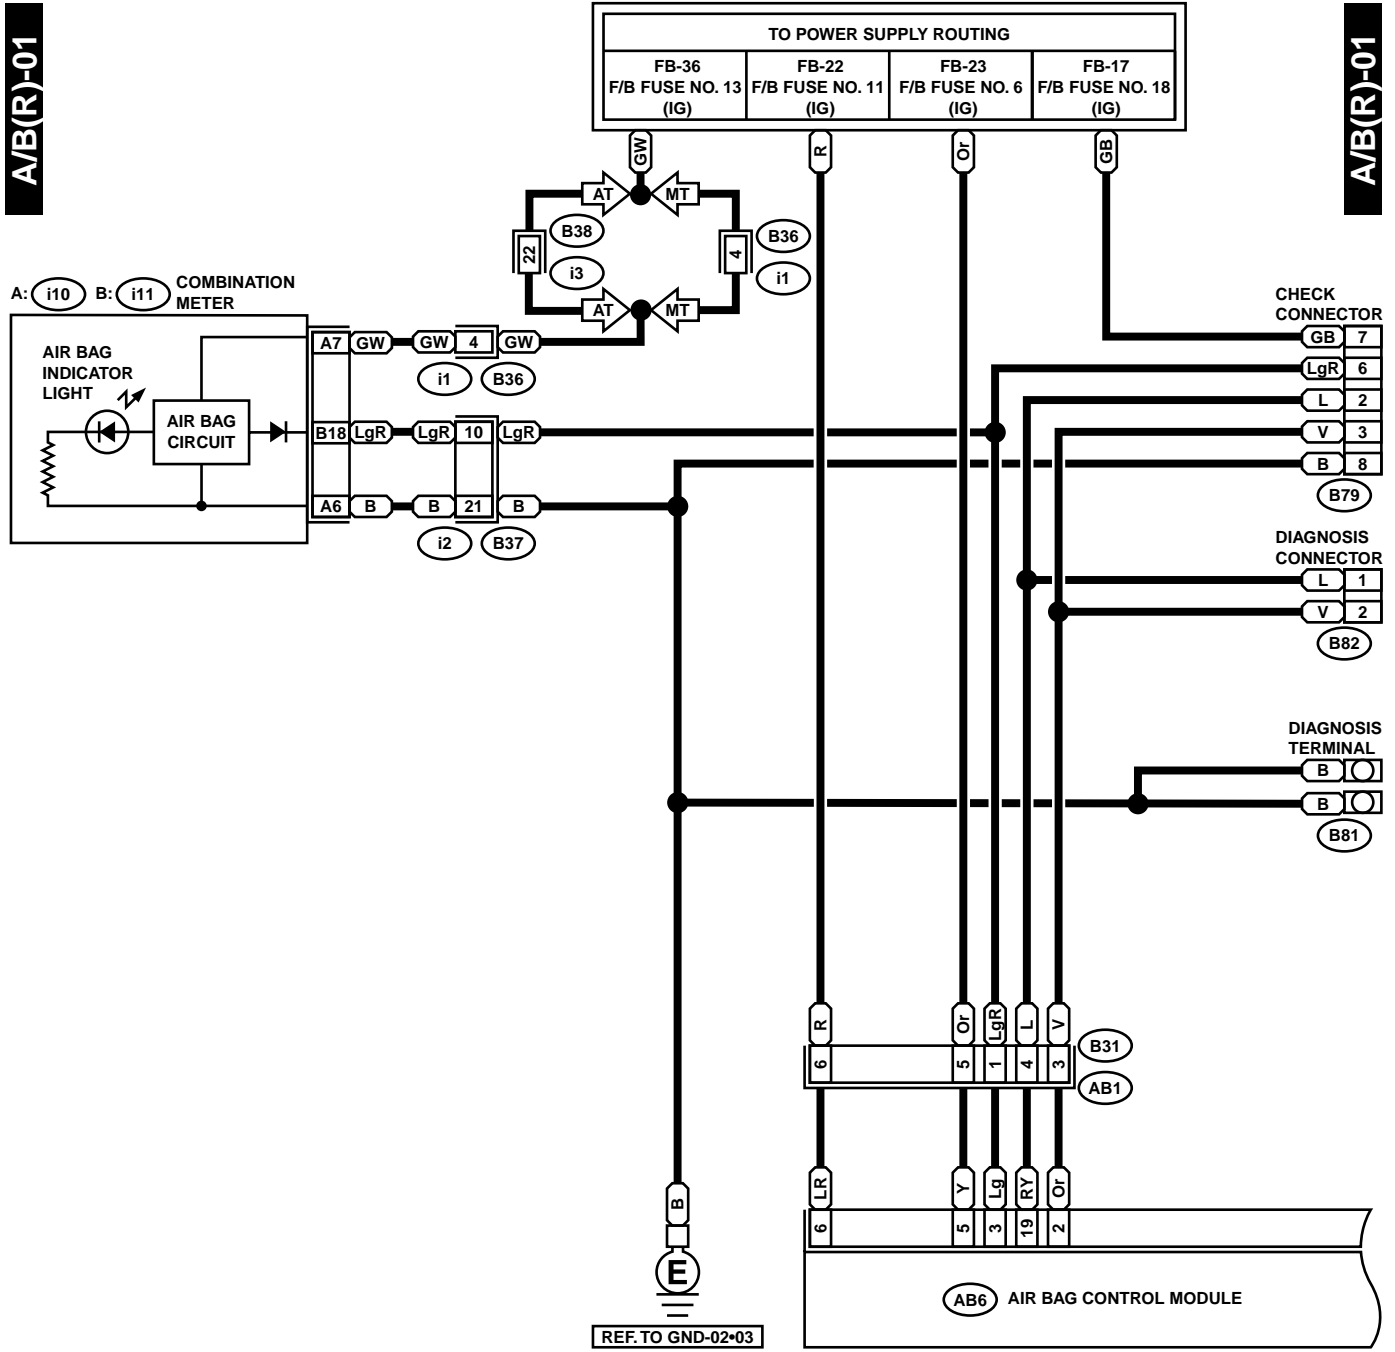 A/B(R)-01
A/B(R)-01
TO POWER SUPPLY ROUTING
FB-36
F/B FUSE NO. 13
(IG)
FB-22
F/B FUSE NO. 11
(IG)
FB-23
F/B FUSE NO. 6
(IG)
FB-17
F/B FUSE NO. 18
(IG)
GW
R
Or
GB
AT
MT
B38
22
i3
B36
4
i1
AT
MT
A: i10 B: i11 COMBINATION
METER
AIR BAG
INDICATOR
LIGHT
AIR BAG
CIRCUIT
A7 GW GW 4 GW
i1 B36
B18 LgR LgR 10 LgR
A6 B B 21 B
i2 B37
CHECK
CONNECTOR
GB 7
LgR 6
L 2
V 3
B 8
B79
DIAGNOSIS
CONNECTOR
L 1
V 2
B82
DIAGNOSIS
TERMINAL
B
B
B81
R Or LgR L V
6 5 1 4 3
B31
AB1
LR Y Lg RY Or
6 5 3 19 2
AB6 AIR BAG CONTROL MODULE
B
E
REF. TO GND-02•03